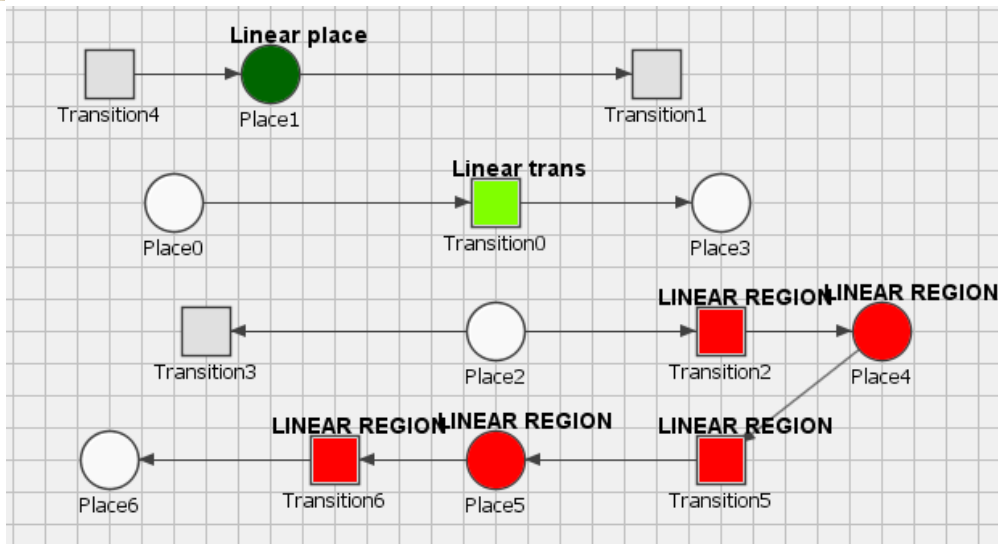 Linear place
Transition4
Place1
Transition1
Linear trans
Place0
Transition0
Place3
LINEAR REGION
LINEAR REGION
Transition3
Place2
Transition2
Place4
LINEAR REGION
LINEAR REGION
LINEAR REGION
Place6
Transition6
Place5
Transition5